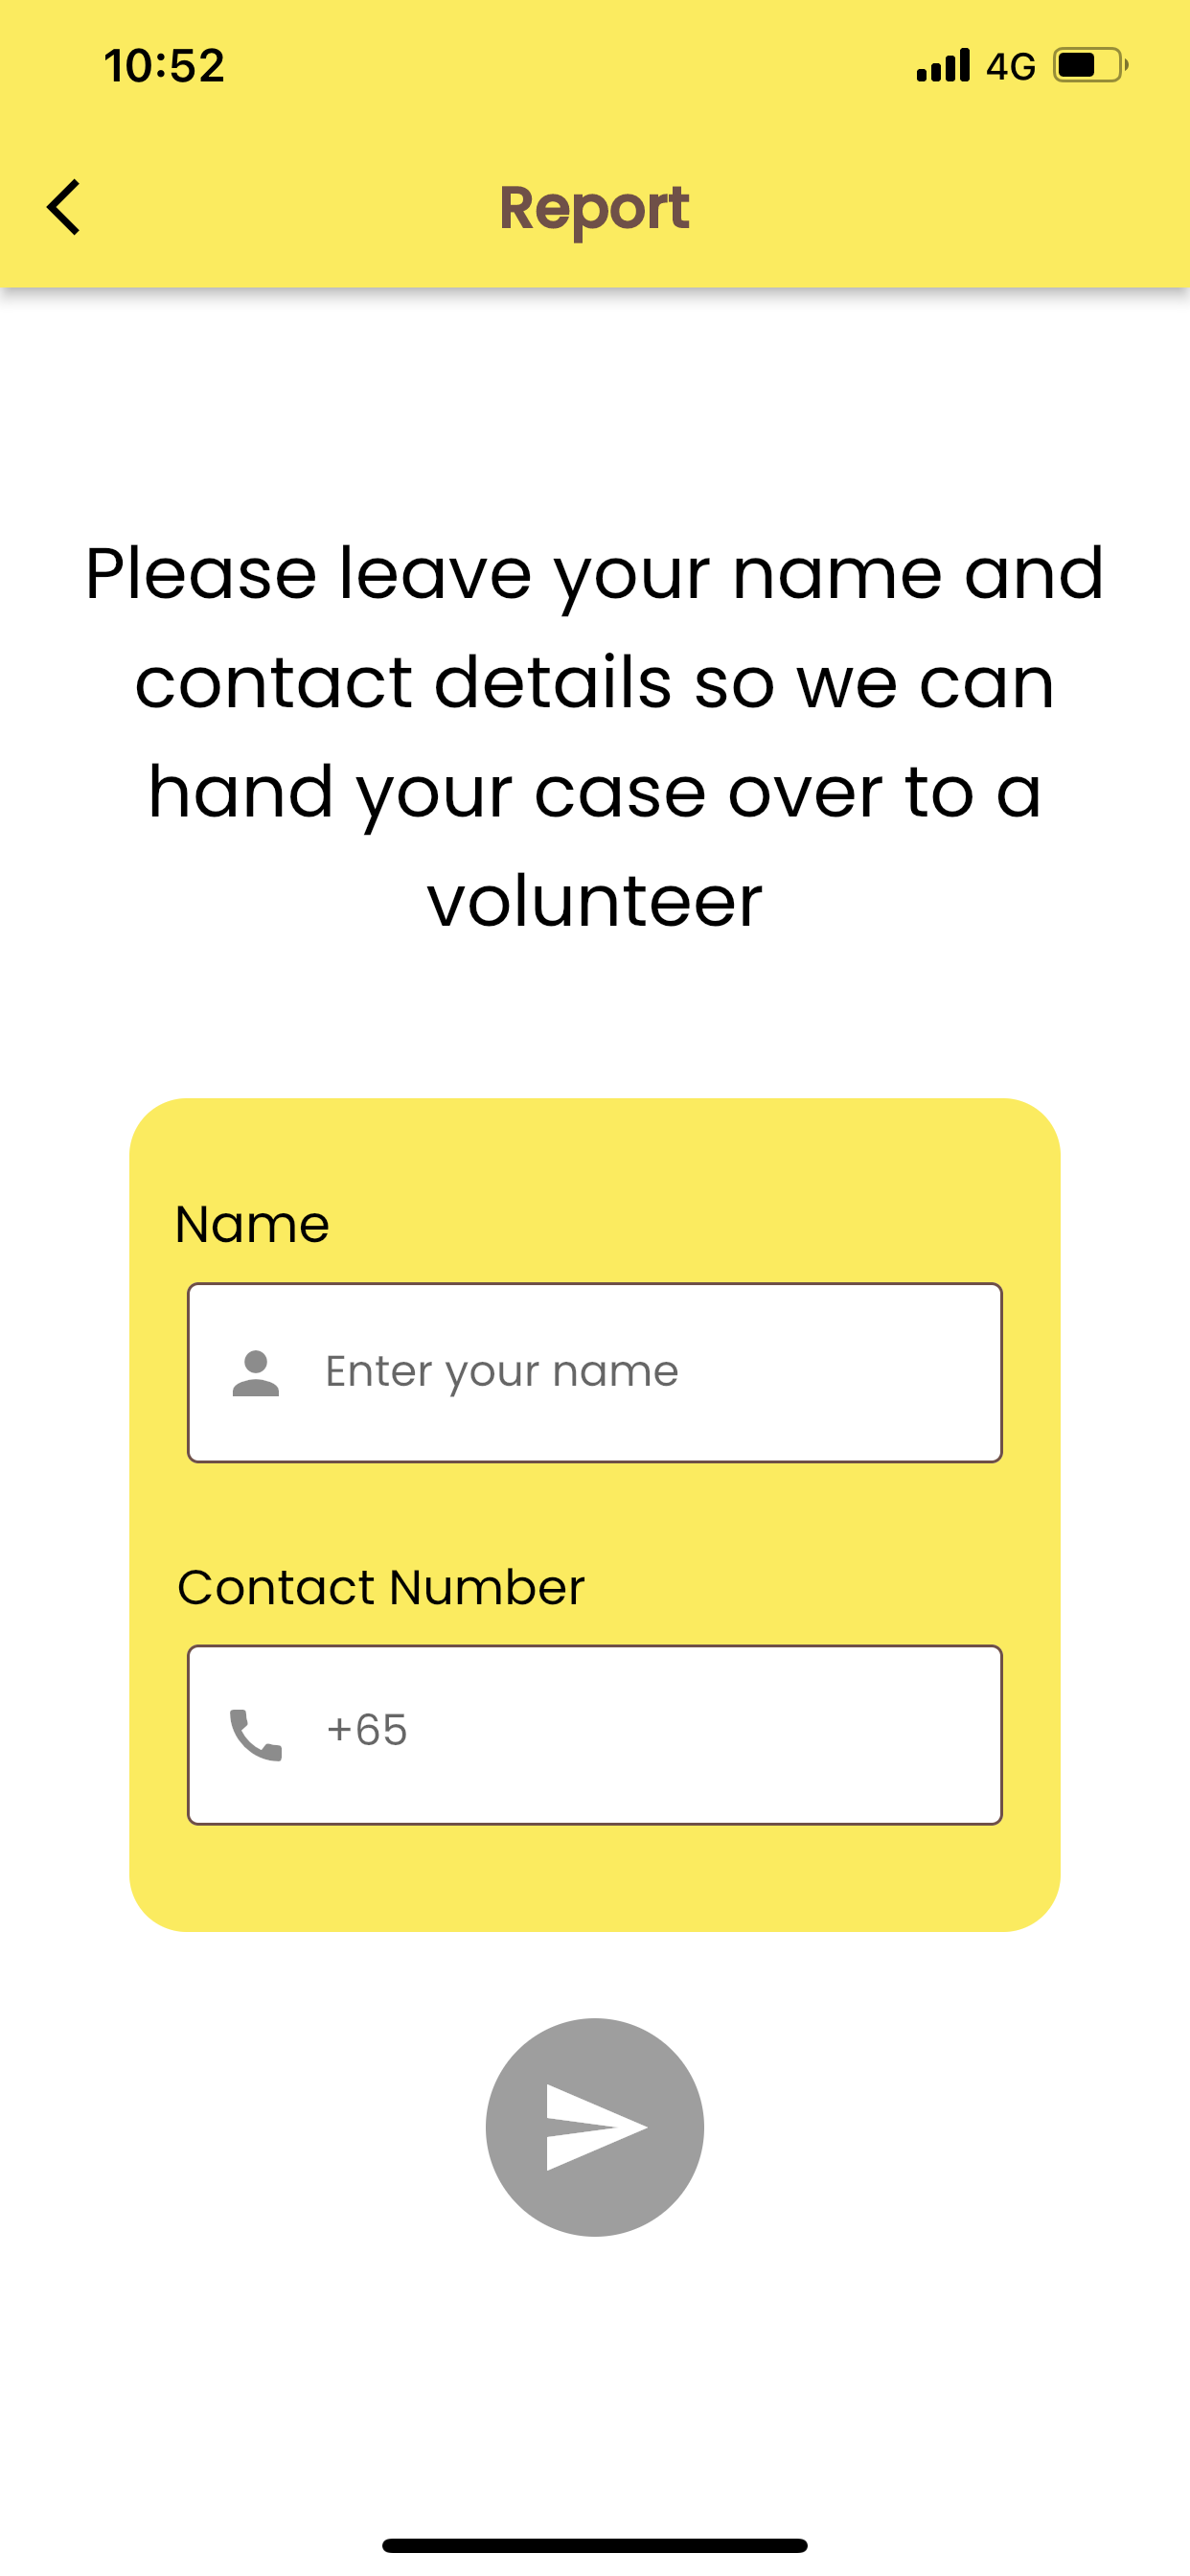 10:52
4G
Report
Please leave your name and
contact details so we can
hand your case over to a
volunteer
Name
Enter your name
Contact Number
+65